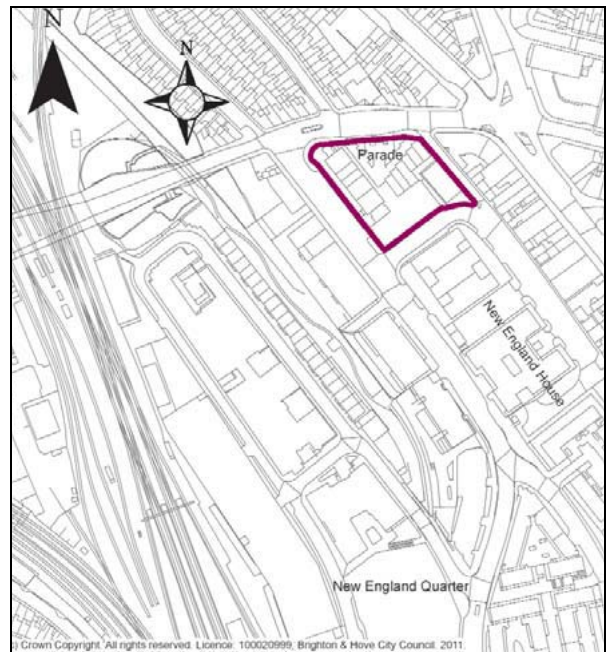 N
N
Parade
New England House
New England Quarter
(c) Crown Copyright. All rights reserved. Licence: 100020999, Brighton & Hove City Council. 2011.